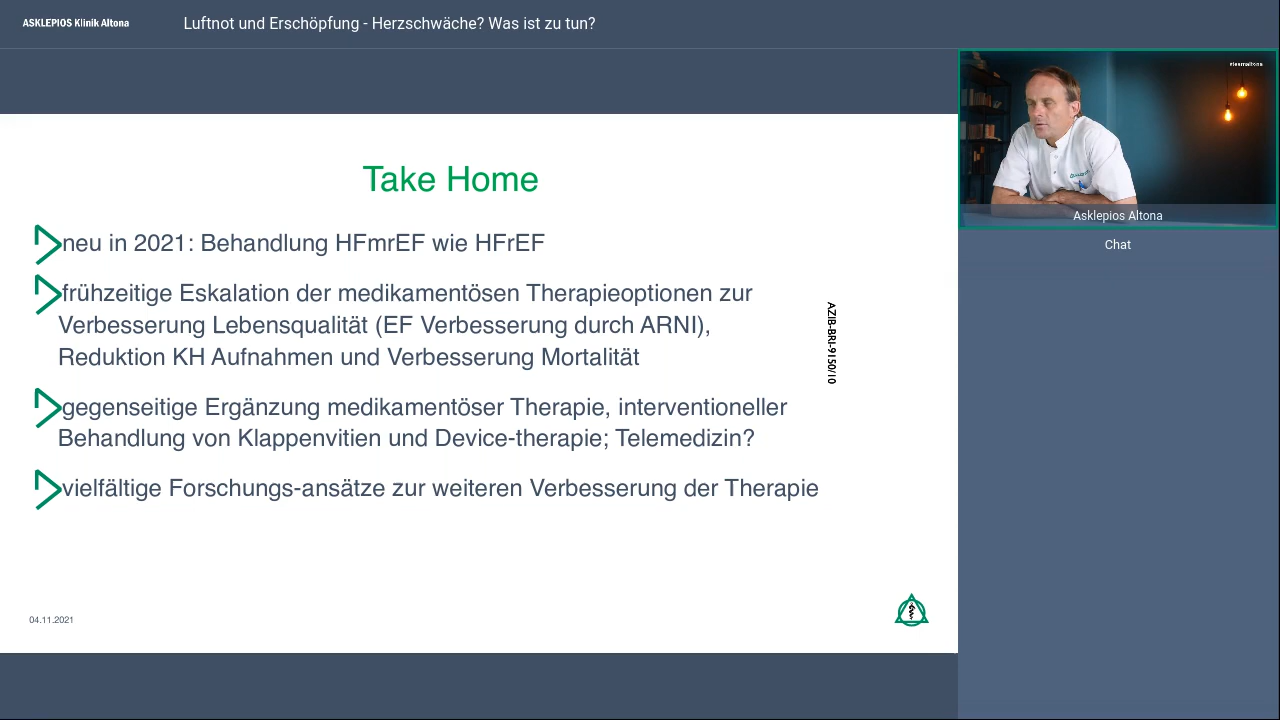 ASKLEPIOS Klinik Altona
Luftnot und Erschöpfung - Herzschwäche? Was ist zu tun?
Take Home
neu in 2021: Behandlung HFmrEF wie HFrEF
frühzeitige Eskalation der medikamentösen Therapieoptionen zur
Verbesserung Lebensqualität (EF Verbesserung durch ARNI),
Reduktion KH Aufnahmen und Verbesserung Mortalität
gegenseitige Ergänzung medikamentöser Therapie, interventioneller
Behandlung von Klappenvitien und Device-therapie; Telemedizin?
vielfältige Forschungs-ansätze zur weiteren Verbesserung der Therapie
AZIB-BRI-9150/10
04.11.2021
#teamaltona
Asklepios Altona
Chat